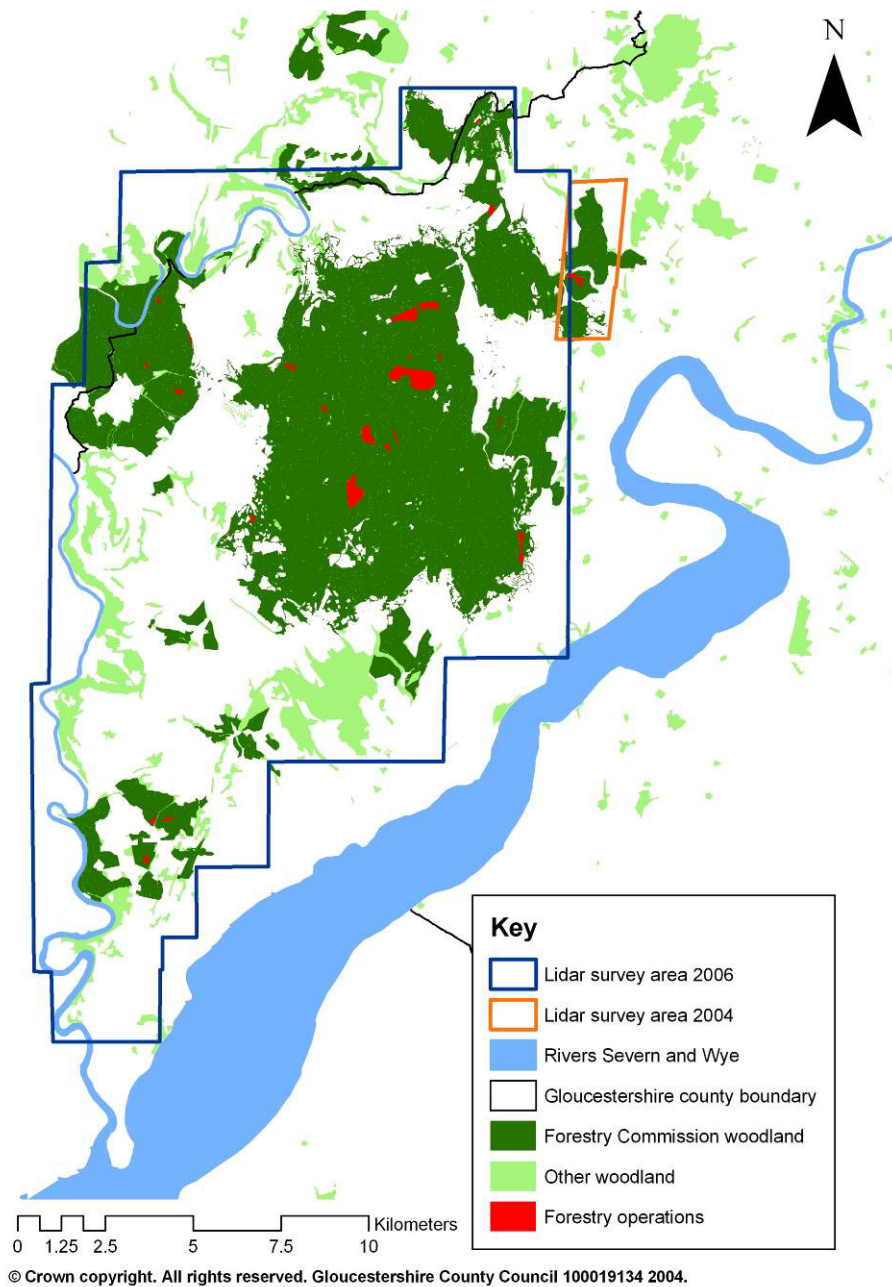 N
Key
Lidar survey area 2006
Lidar survey area 2004
Rivers Severn and Wye
Gloucestershire county boundary
Forestry Commission woodland
Other woodland
Forestry operations
Kilometers
0 1.25 2.5 5 7.5 10
© Crown copyright. All rights reserved. Gloucestershire County Council 100019134 2004.